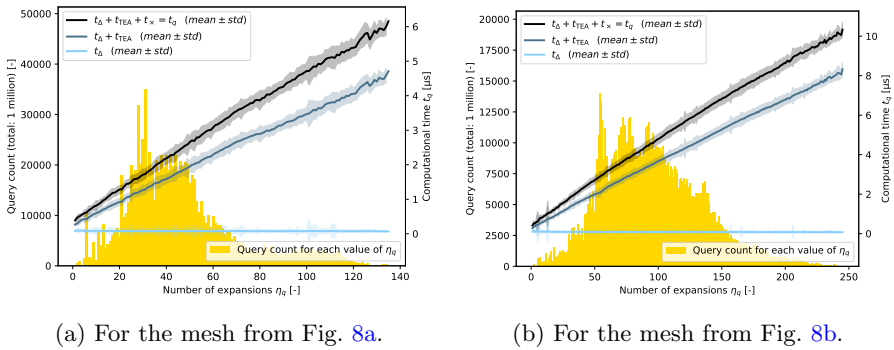 t_Δ + t_TEA + t_× = t_q (mean ± std)
t_Δ + t_TEA (mean ± std)
t_Δ (mean ± std)
Query count (total: 1 million) [-]
50000
40000
30000
20000
10000
0
6
5
4
3
2
1
0
Computational time t_q [μs]
Query count for each value of η_q
0 20 40 60 80 100 120 140
Number of expansions η_q [-]
(a) For the mesh from Fig. 8a.
t_Δ + t_TEA + t_× = t_q (mean ± std)
t_Δ + t_TEA (mean ± std)
t_Δ (mean ± std)
Query count (total: 1 million) [-]
20000
17500
15000
12500
10000
7500
5000
2500
0
10
8
6
4
2
0
Computational time t_q [μs]
Query count for each value of η_q
0 50 100 150 200 250
Number of expansions η_q [-]
(b) For the mesh from Fig. 8b.